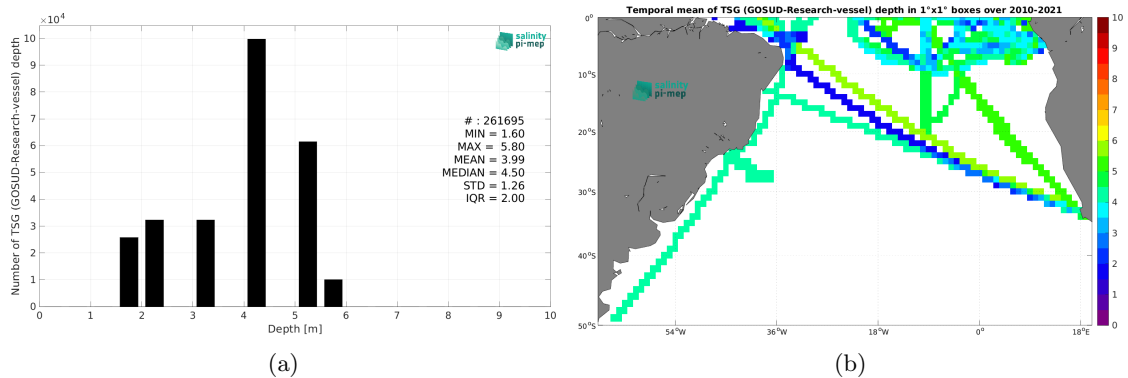 ×10⁴
10
9
8
7
6
5
4
3
2
1
0
Number of TSG (GOSUD-Research-vessel) depth
salinity
pi-mep
# : 261695
MIN = 1.60
MAX = 5.80
MEAN = 3.99
MEDIAN = 4.50
STD = 1.26
IQR = 2.00
0 1 2 3 4 5 6 7 8 9 10
Depth [m]
(a)
Temporal mean of TSG (GOSUD-Research-vessel) depth in 1°x1° boxes over 2010-2021
0°
10°S
20°S
30°S
40°S
50°S
salinity
pi-mep
54°W 36°W 18°W 0° 18°E
10
9
8
7
6
5
4
3
2
1
0
(b)